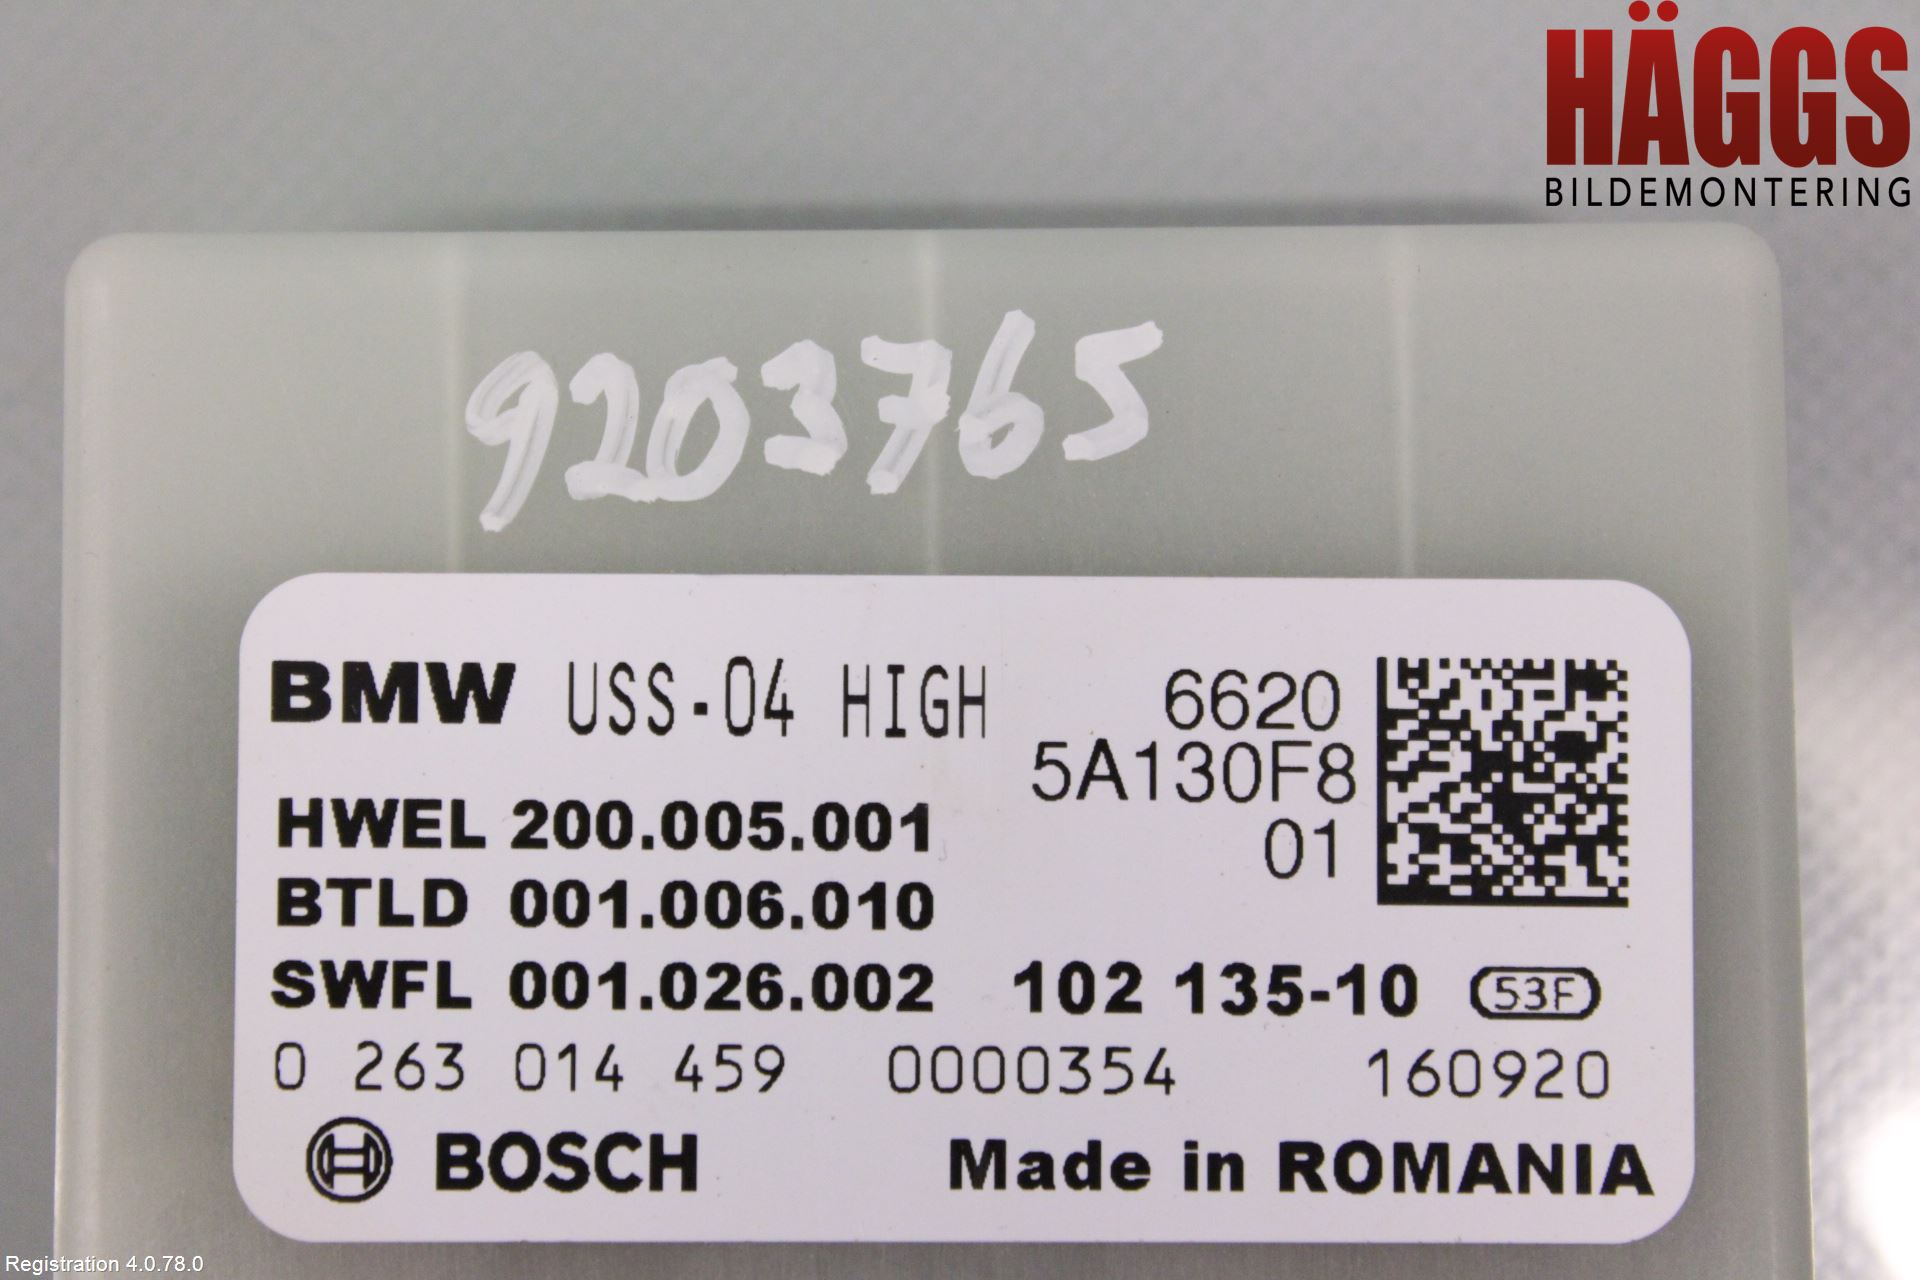 HÄGGS
BILDEMONTERING
9203765
BMW USS-04 HIGH 6620
5A130F8
01
HWEL 200.005.001
BTLD 001.006.010
SWFL 001.026.002 102 135-10 53F
0 263 014 459 0000354 160920
BOSCH Made in ROMANIA
Registration 4.0.78.0